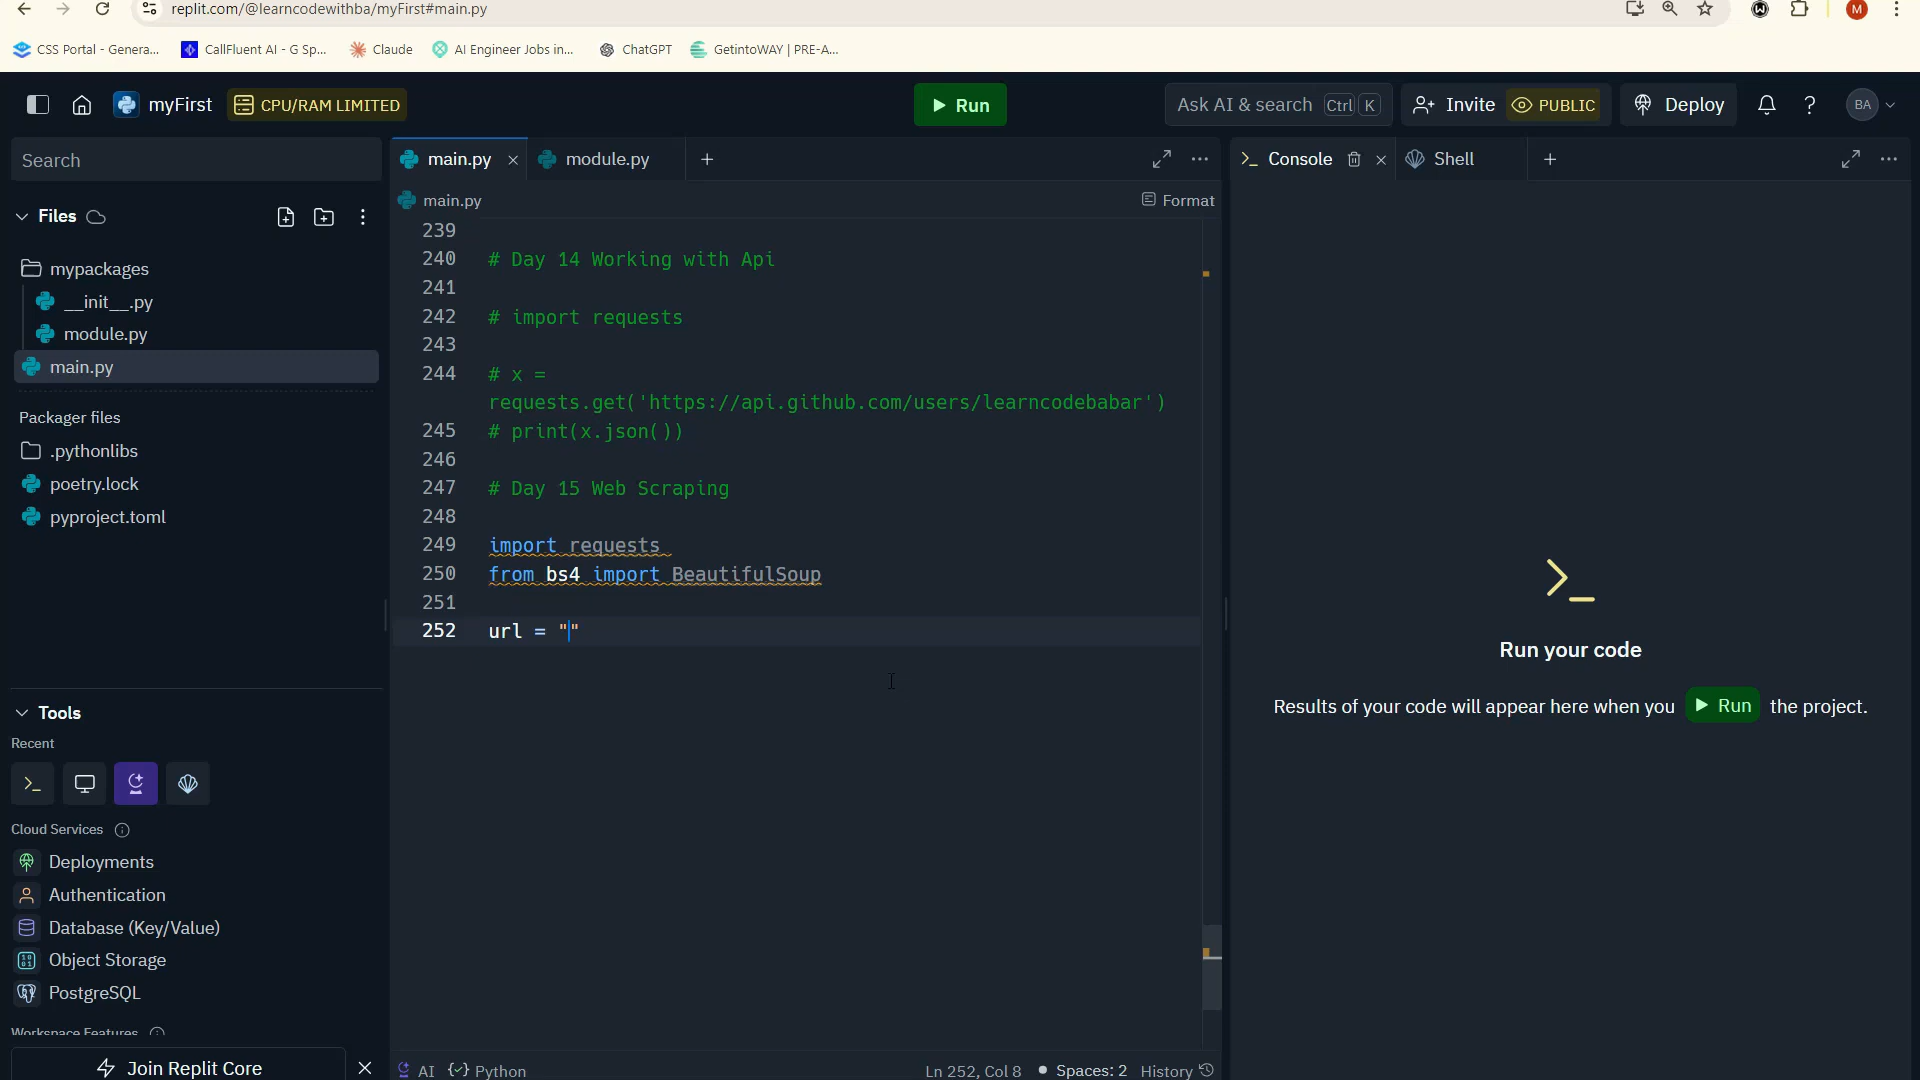 replit.com/@learncodewithba/myFirst#main.py
M
CSS Portal - Genera...
CallFluent AI - G Sp...
Claude
AI Engineer Jobs in...
ChatGPT
GetintoWAY | PRE-A...
myFirst
CPU/RAM LIMITED
Run
Ask AI & search
Ctrl
K
Invite
PUBLIC
Deploy
?
BA
Search
main.py
module.py
Console
Shell
main.py
Format
Files
mypackages
__init__.py
module.py
main.py
Packager files
.pythonlibs
poetry.lock
pyproject.toml
Tools
Recent
Cloud Services
Deployments
Authentication
Database (Key/Value)
Object Storage
PostgreSQL
Workspace Features
Join Replit Core
239
240 # Day 14 Working with Api
241
242 # import requests
243
244 # x =
requests.get('https://api.github.com/users/learncodebabar')
245 # print(x.json())
246
247 # Day 15 Web Scraping
248
249 import requests
250 from bs4 import BeautifulSoup
251
252 url = ""
AI
Python
Ln 252, Col 8
Spaces: 2
History
Run your code
Results of your code will appear here when you Run the project.